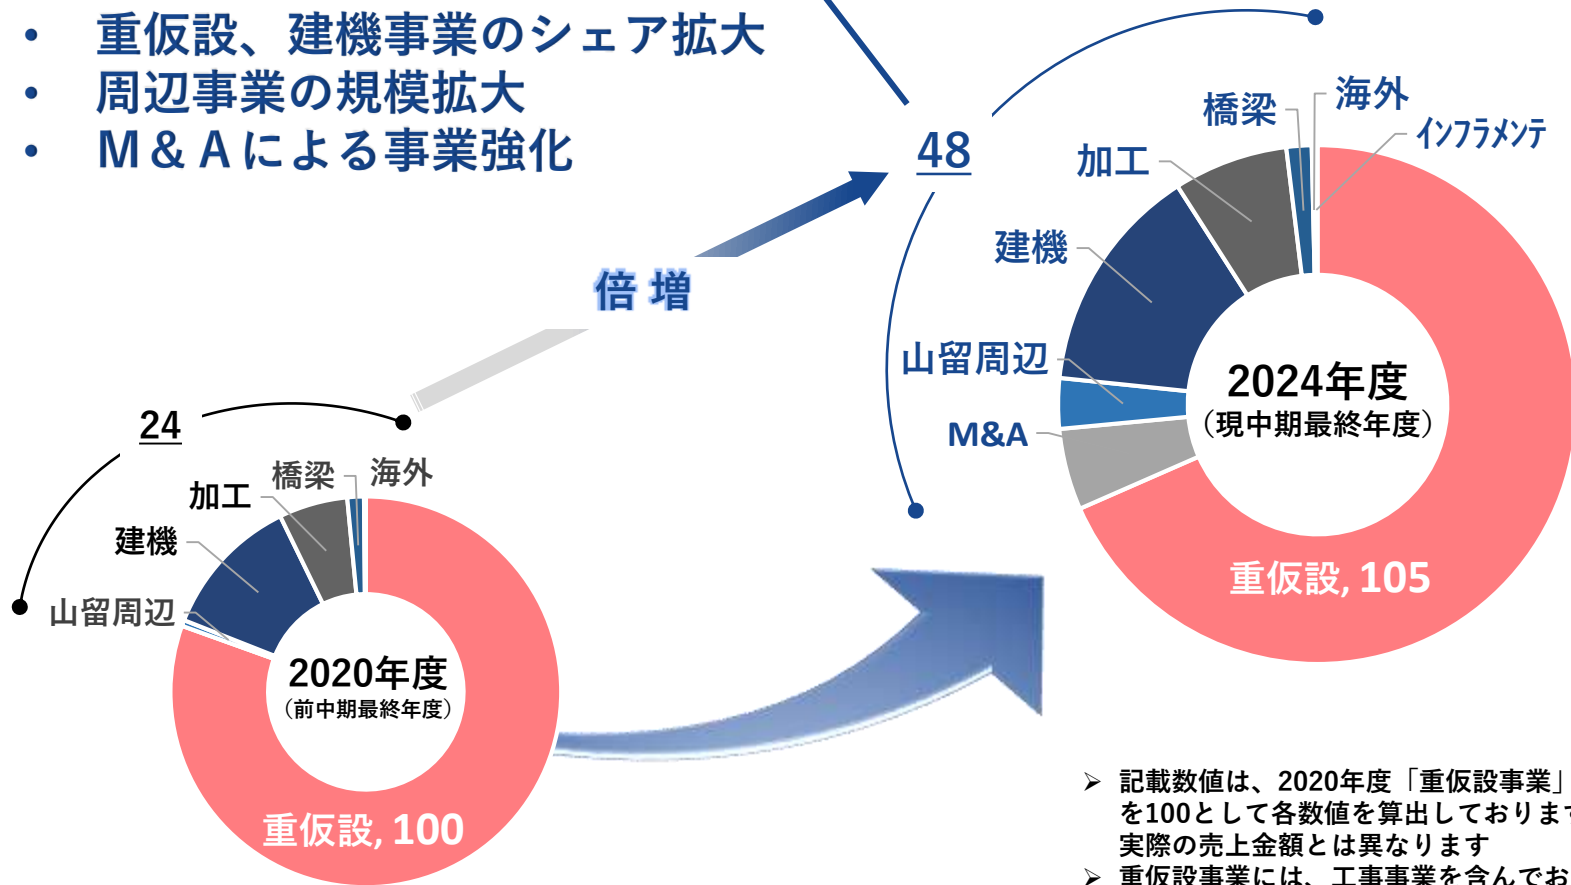 • 重仮設、建機事業のシェア拡大
• 周辺事業の規模拡大
• M&Aによる事業強化
倍増
48
橋梁
海外
インフラメンテ
加工
建機
山留周辺
M&A
2024年度
（現中期最終年度）
重仮設, 105
24
橋梁
海外
加工
建機
山留周辺
2020年度
（前中期最終年度）
重仮設, 100
➢ 記載数値は、2020年度「重仮設事業」
を100として各数値を算出しております
実際の売上金額とは異なります
➢ 重仮設事業には、工事事業を含んでお